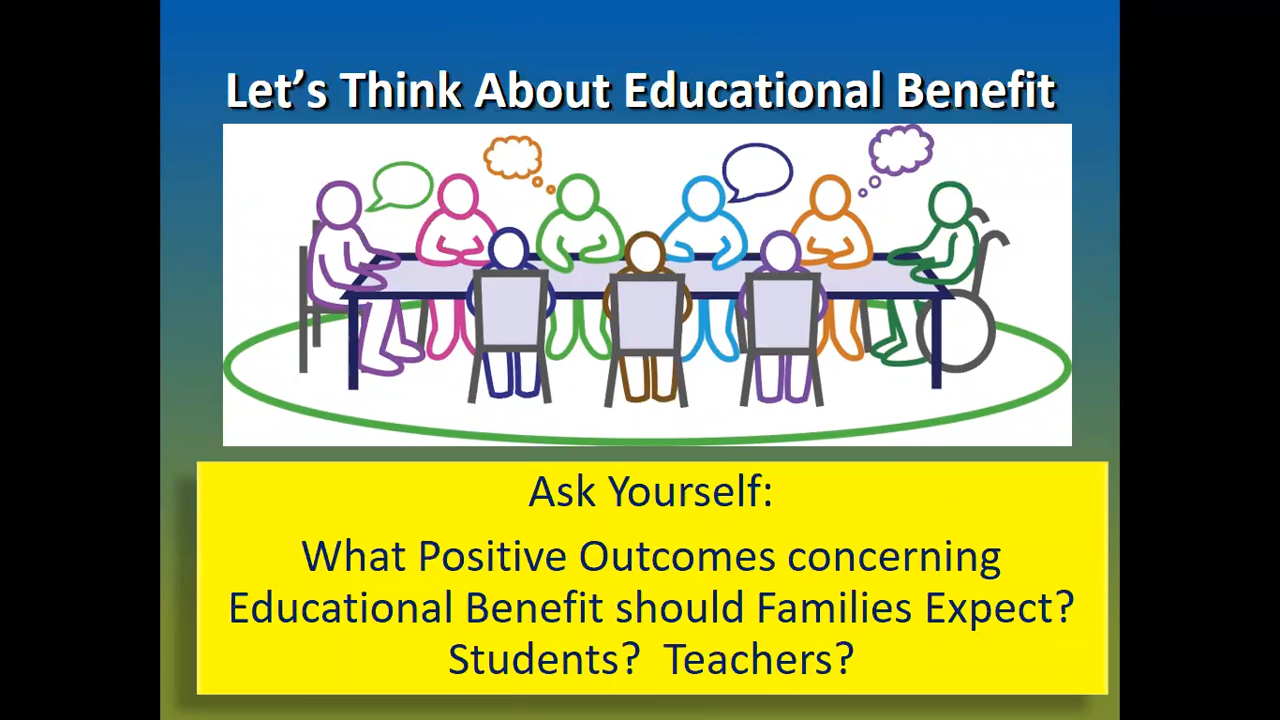 Let’s Think About Educational Benefit
Ask Yourself:
What Positive Outcomes concerning
Educational Benefit should Families Expect?
Students?  Teachers?